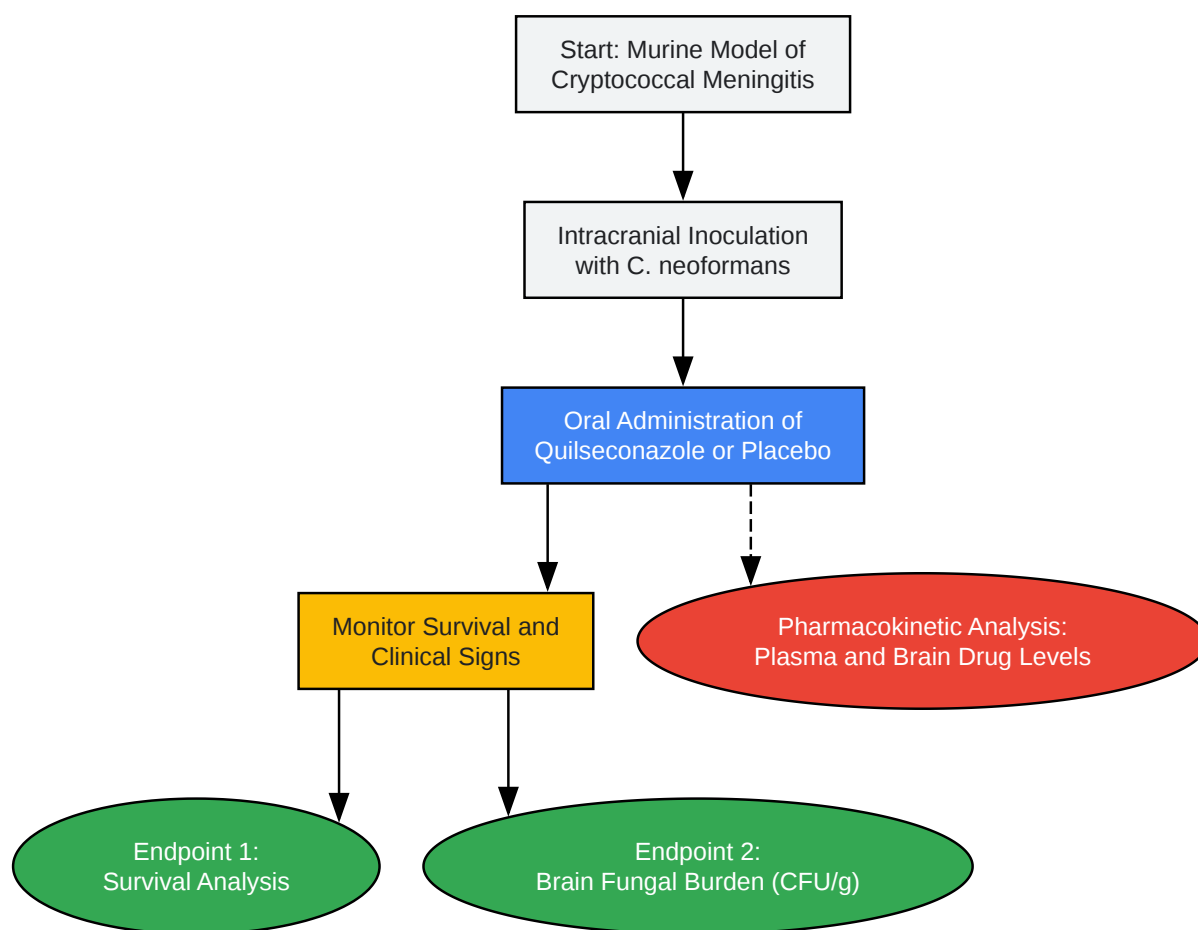 Start: Murine Model of
Cryptococcal Meningitis
Intracranial Inoculation
with C. neoformans
Oral Administration of
Quilseconazole or Placebo
Monitor Survival and
Clinical Signs
Pharmacokinetic Analysis:
Plasma and Brain Drug Levels
Endpoint 1:
Survival Analysis
Endpoint 2:
Brain Fungal Burden (CFU/g)